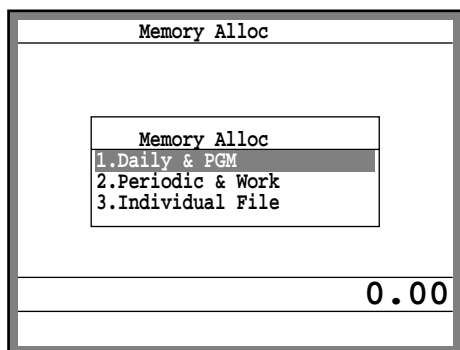 Memory Alloc
Memory Alloc
1.Daily & PGM
2.Periodic & Work
3.Individual File
0.00